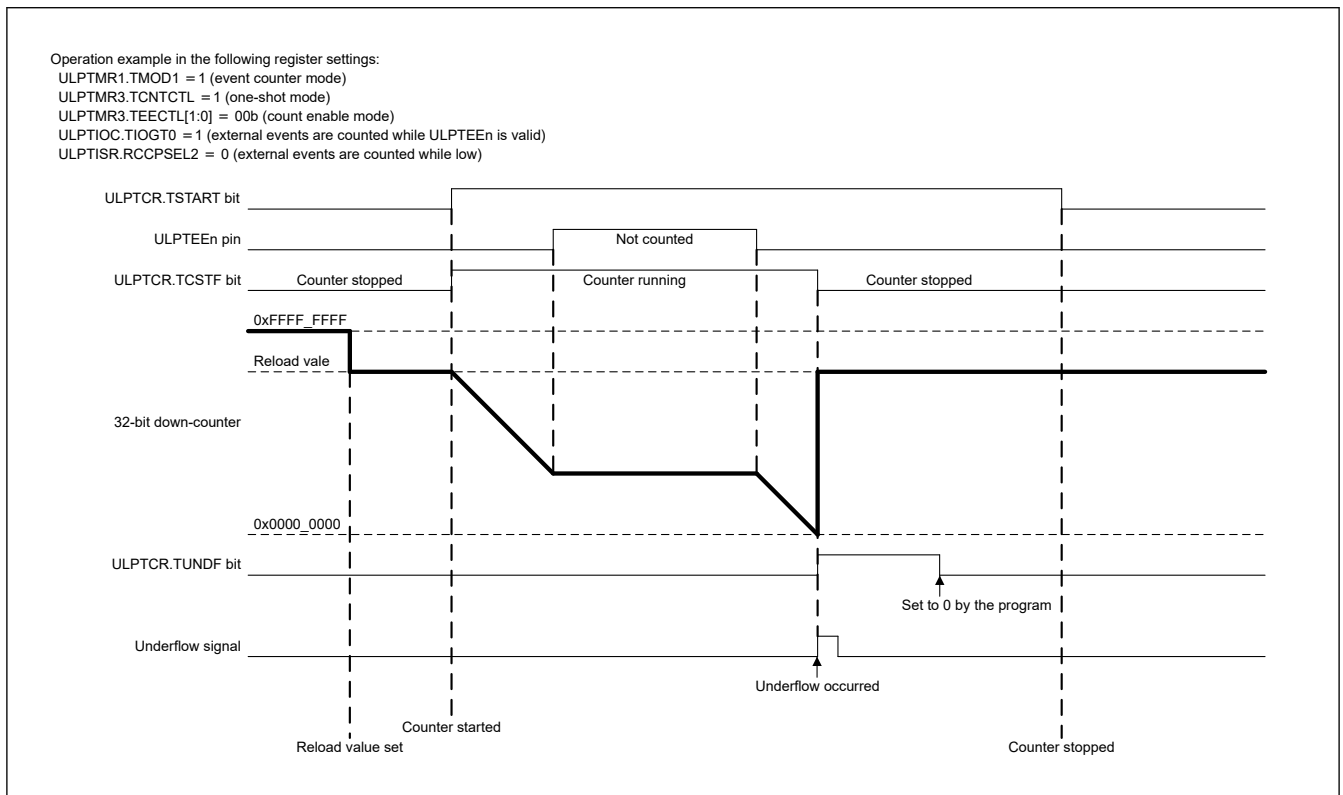 Operation example in the following register settings:
ULPTMR1.TMOD1 = 1 (event counter mode)
ULPTMR3.TCNTCTL = 1 (one-shot mode)
ULPTMR3.TEECTL[1:0] = 00b (count enable mode)
ULPTIOC.TIOGT0 = 1 (external events are counted while ULPTEEn is valid)
ULPTISR.RCCPSEL2 = 0 (external events are counted while low)
ULPTCR.TSTART bit
ULPTEEn pin
Not counted
ULPTCR.TCSTF bit
Counter stopped
Counter running
Counter stopped
0xFFFF_FFFF
Reload vale
32-bit down-counter
0x0000_0000
ULPTCR.TUNDF bit
Set to 0 by the program
Underflow signal
Underflow occurred
Counter started
Reload value set
Counter stopped